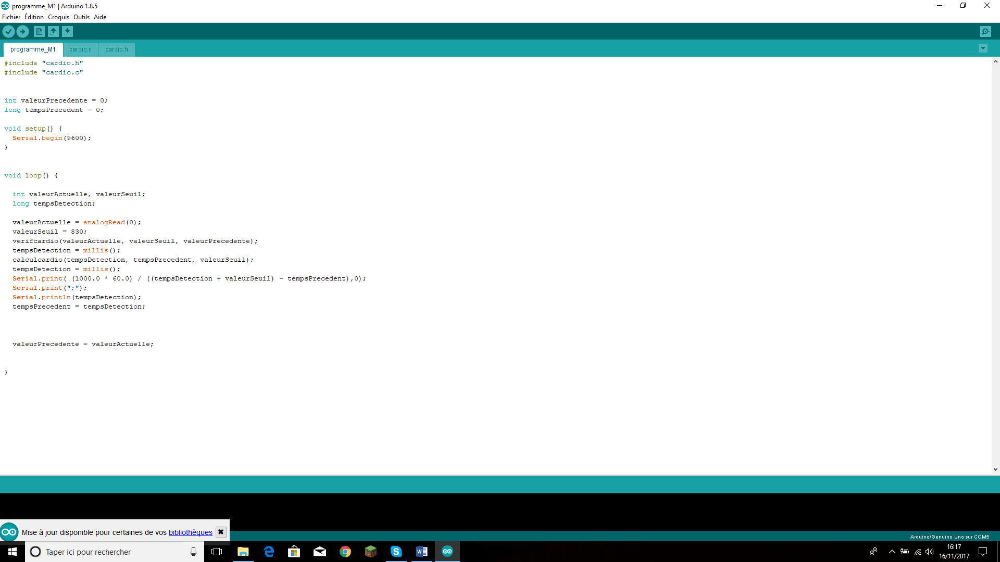 programme_M1 | Arduino 1.8.5
Fichier Édition Croquis Outils Aide
programme_M1 cardio.c cardio.h
#include "cardio.h"
#include "cardio.c"
int valeurPrecedente = 0;
long tempsPrecedent = 0;
void setup() {
Serial.begin(9600);
}
void loop() {
int valeurActuelle, valeurSeuil;
long tempsDetection;
valeurActuelle = analogRead(0);
valeurSeuil = 830;
verifcardio(valeurActuelle, valeurSeuil, valeurPrecedente);
tempsDetection = millis();
calculcardio(tempsDetection, tempsPrecedent, valeurSeuil);
tempsDetection = millis();
Serial.print( (1000.0 * 60.0) / ((tempsDetection + valeurSeuil) - tempsPrecedent),0);
Serial.print(";");
Serial.println(tempsDetection);
tempsPrecedent = tempsDetection;
valeurPrecedente = valeurActuelle;
}
Mise à jour disponible pour certaines de vos bibliothèques
Arduino/Genuino Uno sur COM5
Taper ici pour rechercher
16:17
16/11/2017